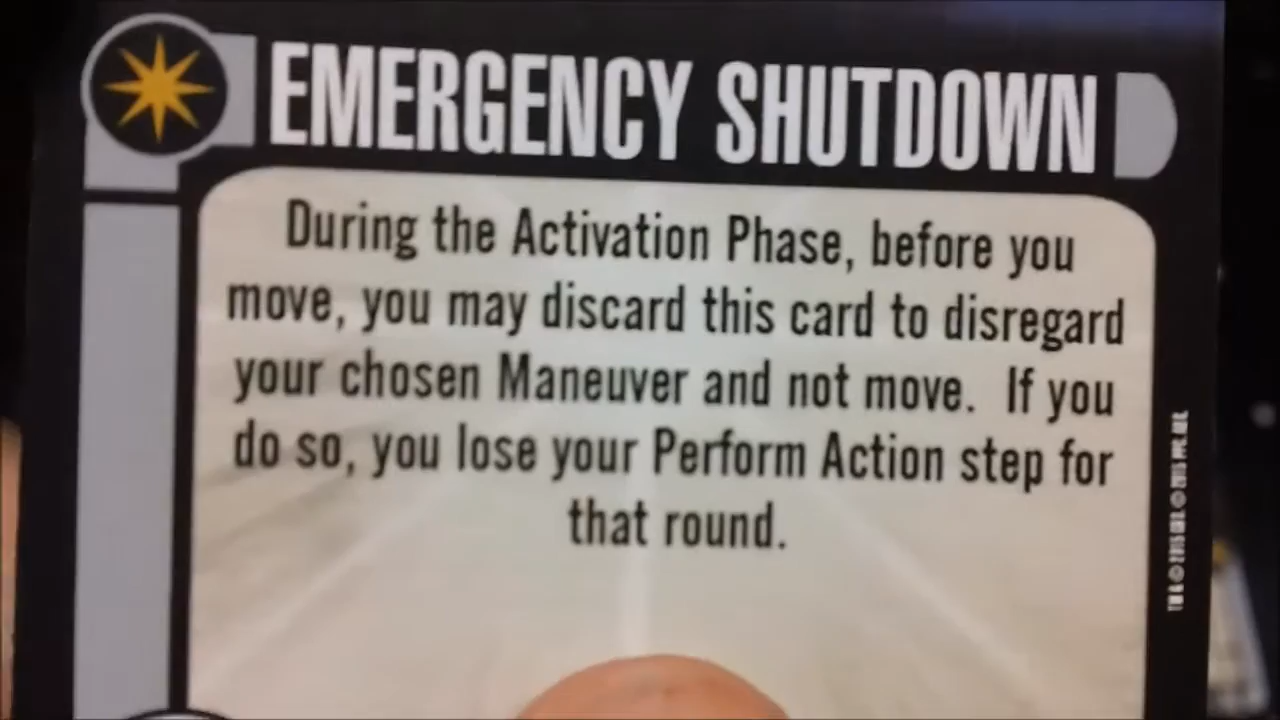 EMERGENCY SHUTDOWN
During the Activation Phase, before you
move, you may discard this card to disregard
your chosen Maneuver and not move. If you
do so, you lose your Perform Action step for
that round.